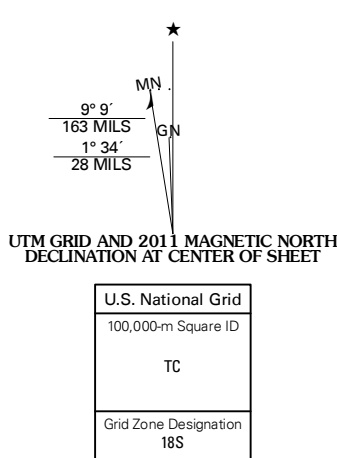 ★
MN
9° 9´
163 MILS
GN
1° 34´
28 MILS
UTM GRID AND 2011 MAGNETIC NORTH
DECLINATION AT CENTER OF SHEET
U.S. National Grid
100,000-m Square ID
TC
Grid Zone Designation
18S